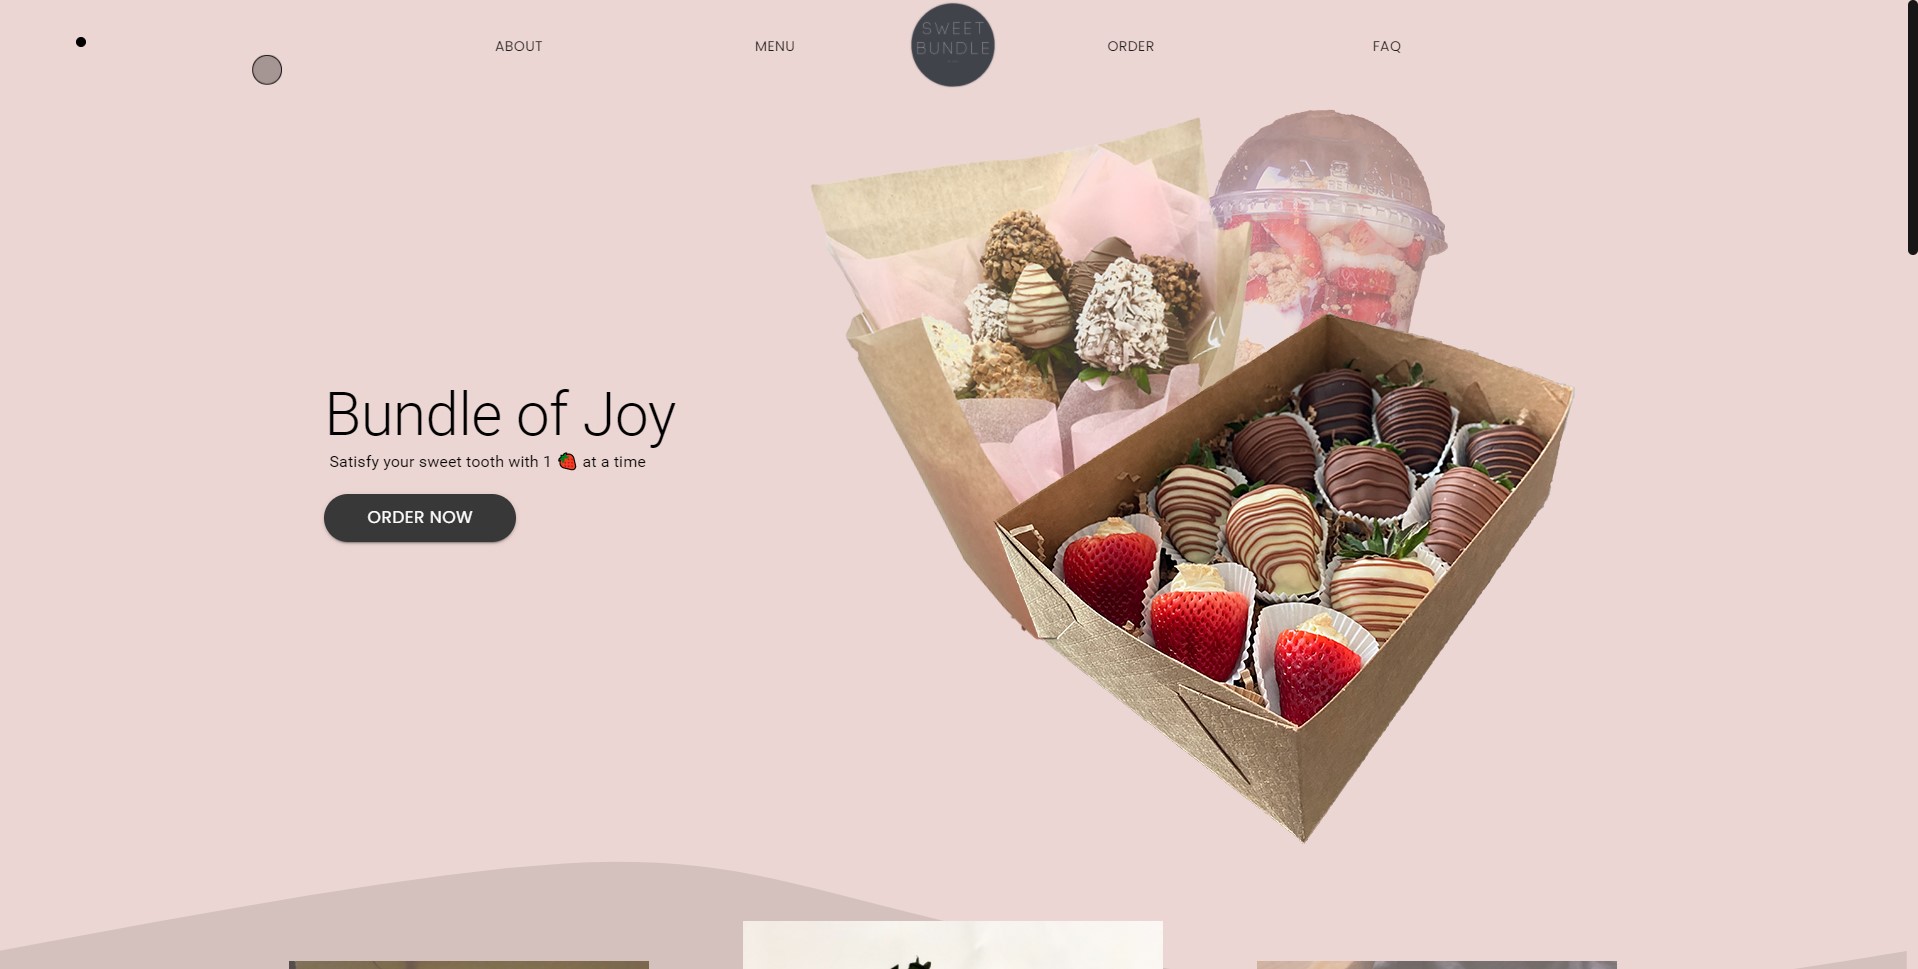 ABOUT
MENU
SWEET
BUNDLE
ORDER
FAQ
Bundle of Joy
Satisfy your sweet tooth with 1 🍓 at a time
ORDER NOW